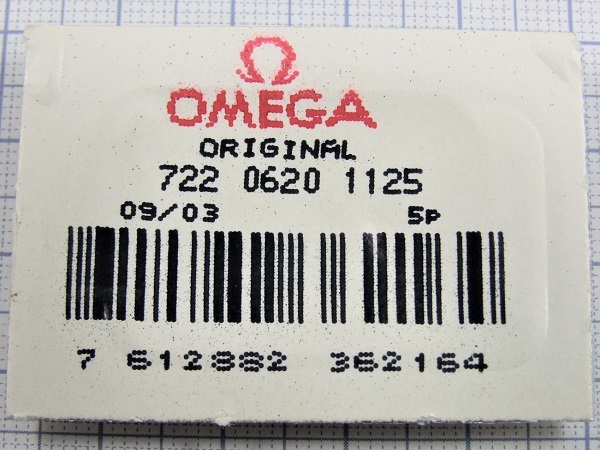 OMEGA
ORIGINAL
722 0620 1125
09/03 5P
7 612882 362164